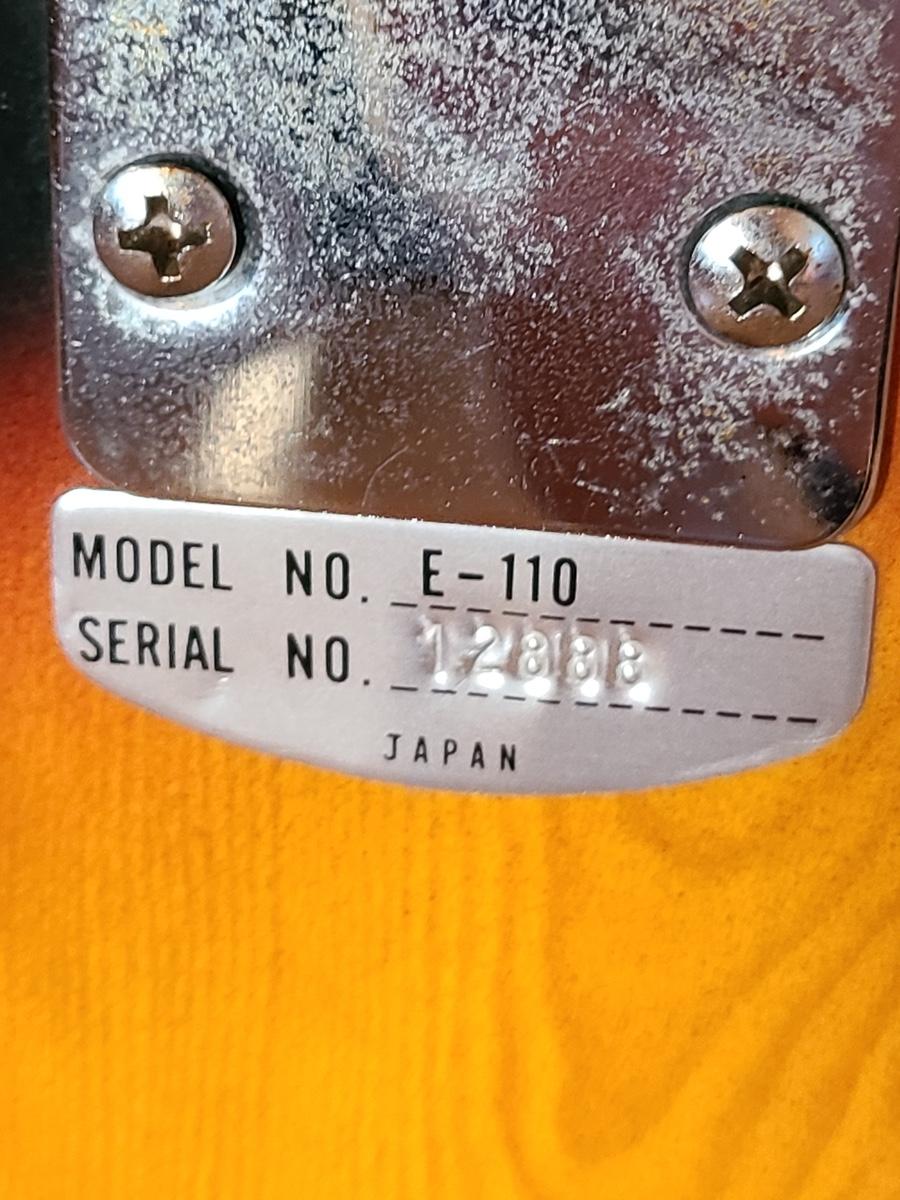 MODEL NO. E-110
SERIAL NO. 12888
JAPAN